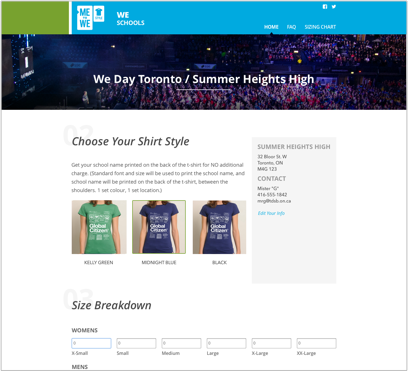 ME to WE
WE
SCHOOLS
HOME FAQ SIZING CHART
We Day Toronto / Summer Heights High
02
Choose Your Shirt Style
Get your school name printed on the back of the t-shirt for NO additional
charge. (Standard font and size will be used to print the school name, and
school name will be printed on the back of the t-shirt, between the
shoulders. 1 set colour, 1 set location.)
Global Citizen
Global Citizen
Global Citizen
KELLY GREEN MIDNIGHT BLUE BLACK
SUMMER HEIGHTS HIGH
32 Bloor St. W
Toronto, ON
M4G 123
CONTACT
Mister "G"
416-555-1842
Edit Your Info
03
Size Breakdown
WOMENS
0 0 0 0 0 0
X-Small Small Medium Large X-Large XX-Large
MENS